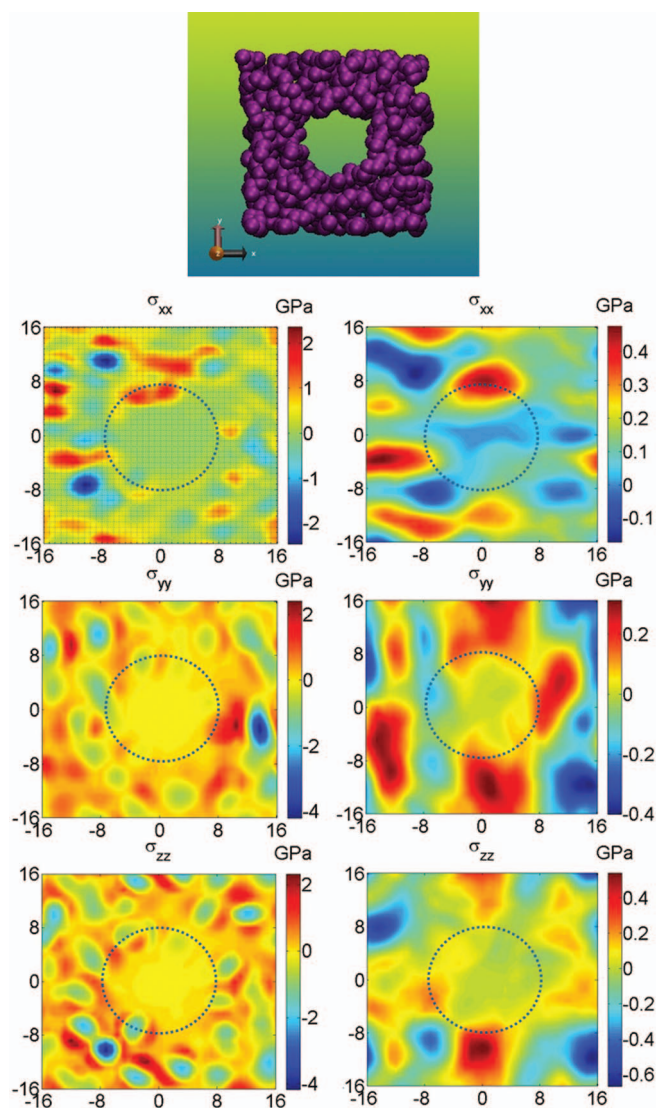 y
z
x
σxx GPa σxx GPa
16 2 16 0.4
8 1 8 0.3
0 0 0 0.2
-8 -1 -8 0.1
-16 -2 -16 0
-0.1
-16 -8 0 8 16 -16 -8 0 8 16
σyy GPa σyy GPa
16 2 16 0.2
8 0 8 0
0 -2 0 -0.2
-8 -4 -8 -0.4
-16 -16
-16 -8 0 8 16 -16 -8 0 8 16
σzz GPa σzz GPa
16 2 16 0.4
8 0 8 0.2
0 -2 0 0
-8 -4 -8 -0.2
-16 -16 -0.4
-0.6
-16 -8 0 8 16 -16 -8 0 8 16